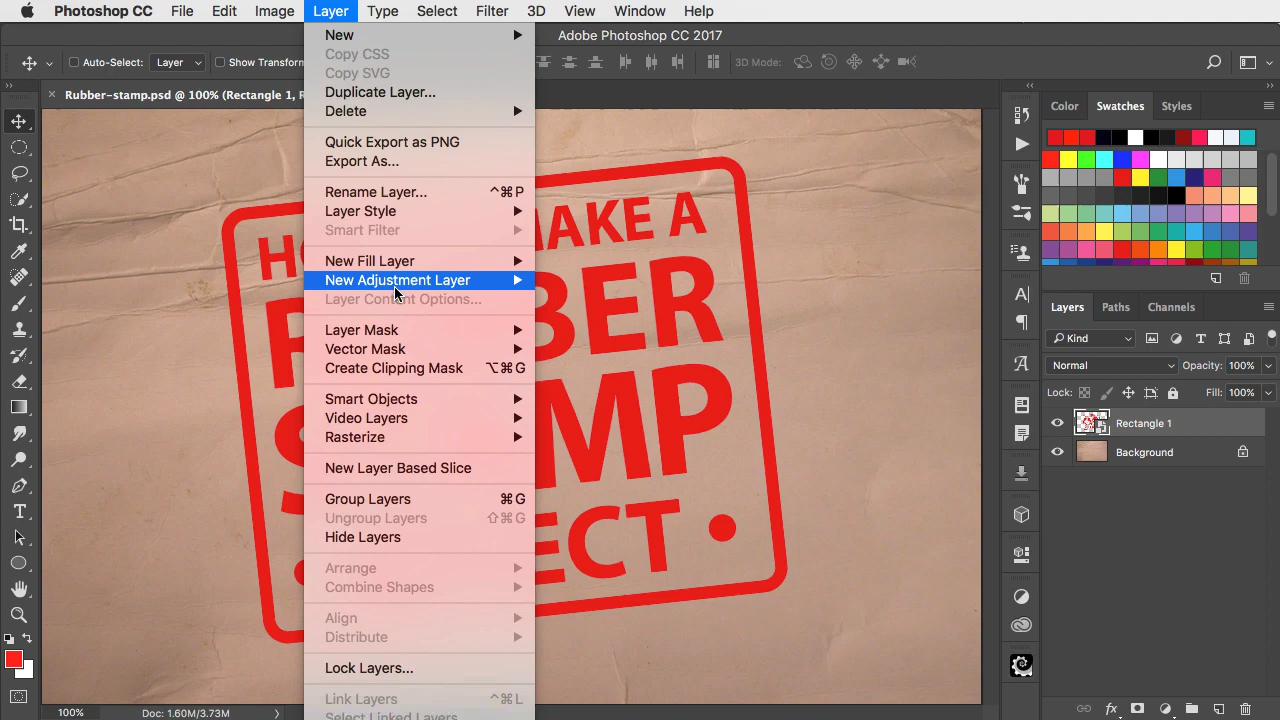 Photoshop CC File Edit Image Layer Type Select Filter 3D View Window Help
Adobe Photoshop CC 2017
Auto-Select: Layer Show Transform
3D Mode:
Rubber-stamp.psd @ 100% (Rectangle 1, R
New
Copy CSS
Copy SVG
Duplicate Layer...
Delete
Quick Export as PNG
Export As...
Rename Layer... ⌃⌘P
Layer Style
Smart Filter
New Fill Layer
New Adjustment Layer
Layer Content Options...
Layer Mask
Vector Mask
Create Clipping Mask ⌥⌘G
Smart Objects
Video Layers
Rasterize
New Layer Based Slice
Group Layers ⌘G
Ungroup Layers ⇧⌘G
Hide Layers
Arrange
Combine Shapes
Align
Distribute
Lock Layers...
Link Layers ⌃⌘L
Select Linked Layers
MAKE A
BER
MP
ECT •
Color Swatches Styles
Layers Paths Channels
Kind
Normal Opacity: 100%
Lock: Fill: 100%
Rectangle 1
Background
100% Doc: 1.60M/3.73M